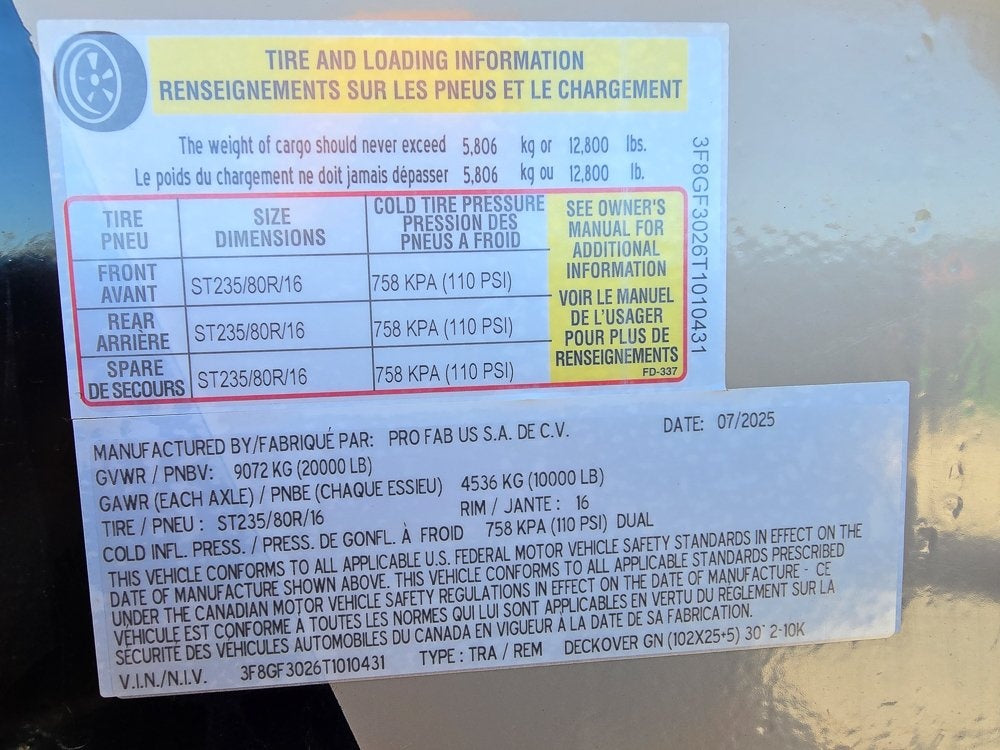 TIRE AND LOADING INFORMATION
RENSEIGNEMENTS SUR LES PNEUS ET LE CHARGEMENT
The weight of cargo should never exceed 5,806 kg or 12,800 lbs.
Le poids du chargement ne doit jamais dépasser 5,806 kg ou 12,800 lb.
TIRE PNEU
SIZE DIMENSIONS
COLD TIRE PRESSURE
PRESSION DES
PNEUS A FROID
FRONT AVANT
ST235/80R/16
758 KPA (110 PSI)
REAR ARRIÈRE
ST235/80R/16
758 KPA (110 PSI)
SPARE DE SECOURS
ST235/80R/16
758 KPA (110 PSI)
SEE OWNER'S
MANUAL FOR
ADDITIONAL
INFORMATION
VOIR LE MANUEL
DE L'USAGER
POUR PLUS DE
RENSEIGNEMENTS
FD-337
3F8GF3026T1010431
MANUFACTURED BY/FABRIQUÉ PAR: PRO FAB US S.A. DE C.V. DATE: 07/2025
GVWR / PNBV: 9072 KG (20000 LB)
GAWR (EACH AXLE) / PNBE (CHAQUE ESSIEU) 4536 KG (10000 LB)
TIRE / PNEU : ST235/80R/16 RIM / JANTE : 16
COLD INFL. PRESS. / PRESS. DE GONFL. À FROID 758 KPA (110 PSI) DUAL
THIS VEHICLE CONFORMS TO ALL APPLICABLE U.S. FEDERAL MOTOR VEHICLE SAFETY STANDARDS IN EFFECT ON THE
DATE OF MANUFACTURE SHOWN ABOVE. THIS VEHICLE CONFORMS TO ALL APPLICABLE STANDARDS PRESCRIBED
UNDER THE CANADIAN MOTOR VEHICLE SAFETY REGULATIONS IN EFFECT ON THE DATE OF MANUFACTURE - CE
VÉHICULE EST CONFORME À TOUTES LES NORMES QUI LUI SONT APPLICABLES EN VERTU DU RÈGLEMENT SUR LA
SÉCURITÉ DES VÉHICULES AUTOMOBILES DU CANADA EN VIGUEUR À LA DATE DE SA FABRICATION.
V.I.N./N.I.V. 3F8GF3026T1010431 TYPE : TRA / REM DECKOVER GN (102X25+5) 30' 2-10K